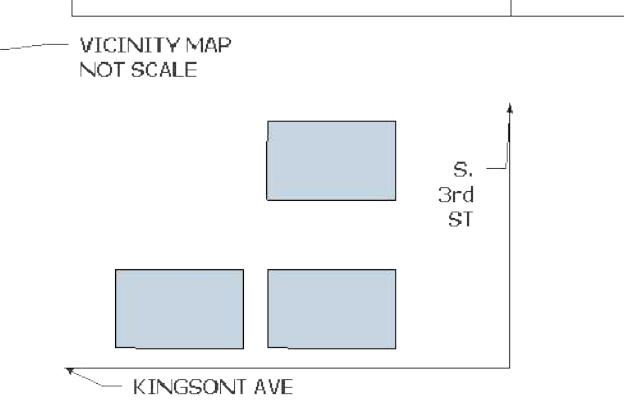 VICINITY MAP
NOT SCALE
S.
3rd
ST
KINGSONT AVE